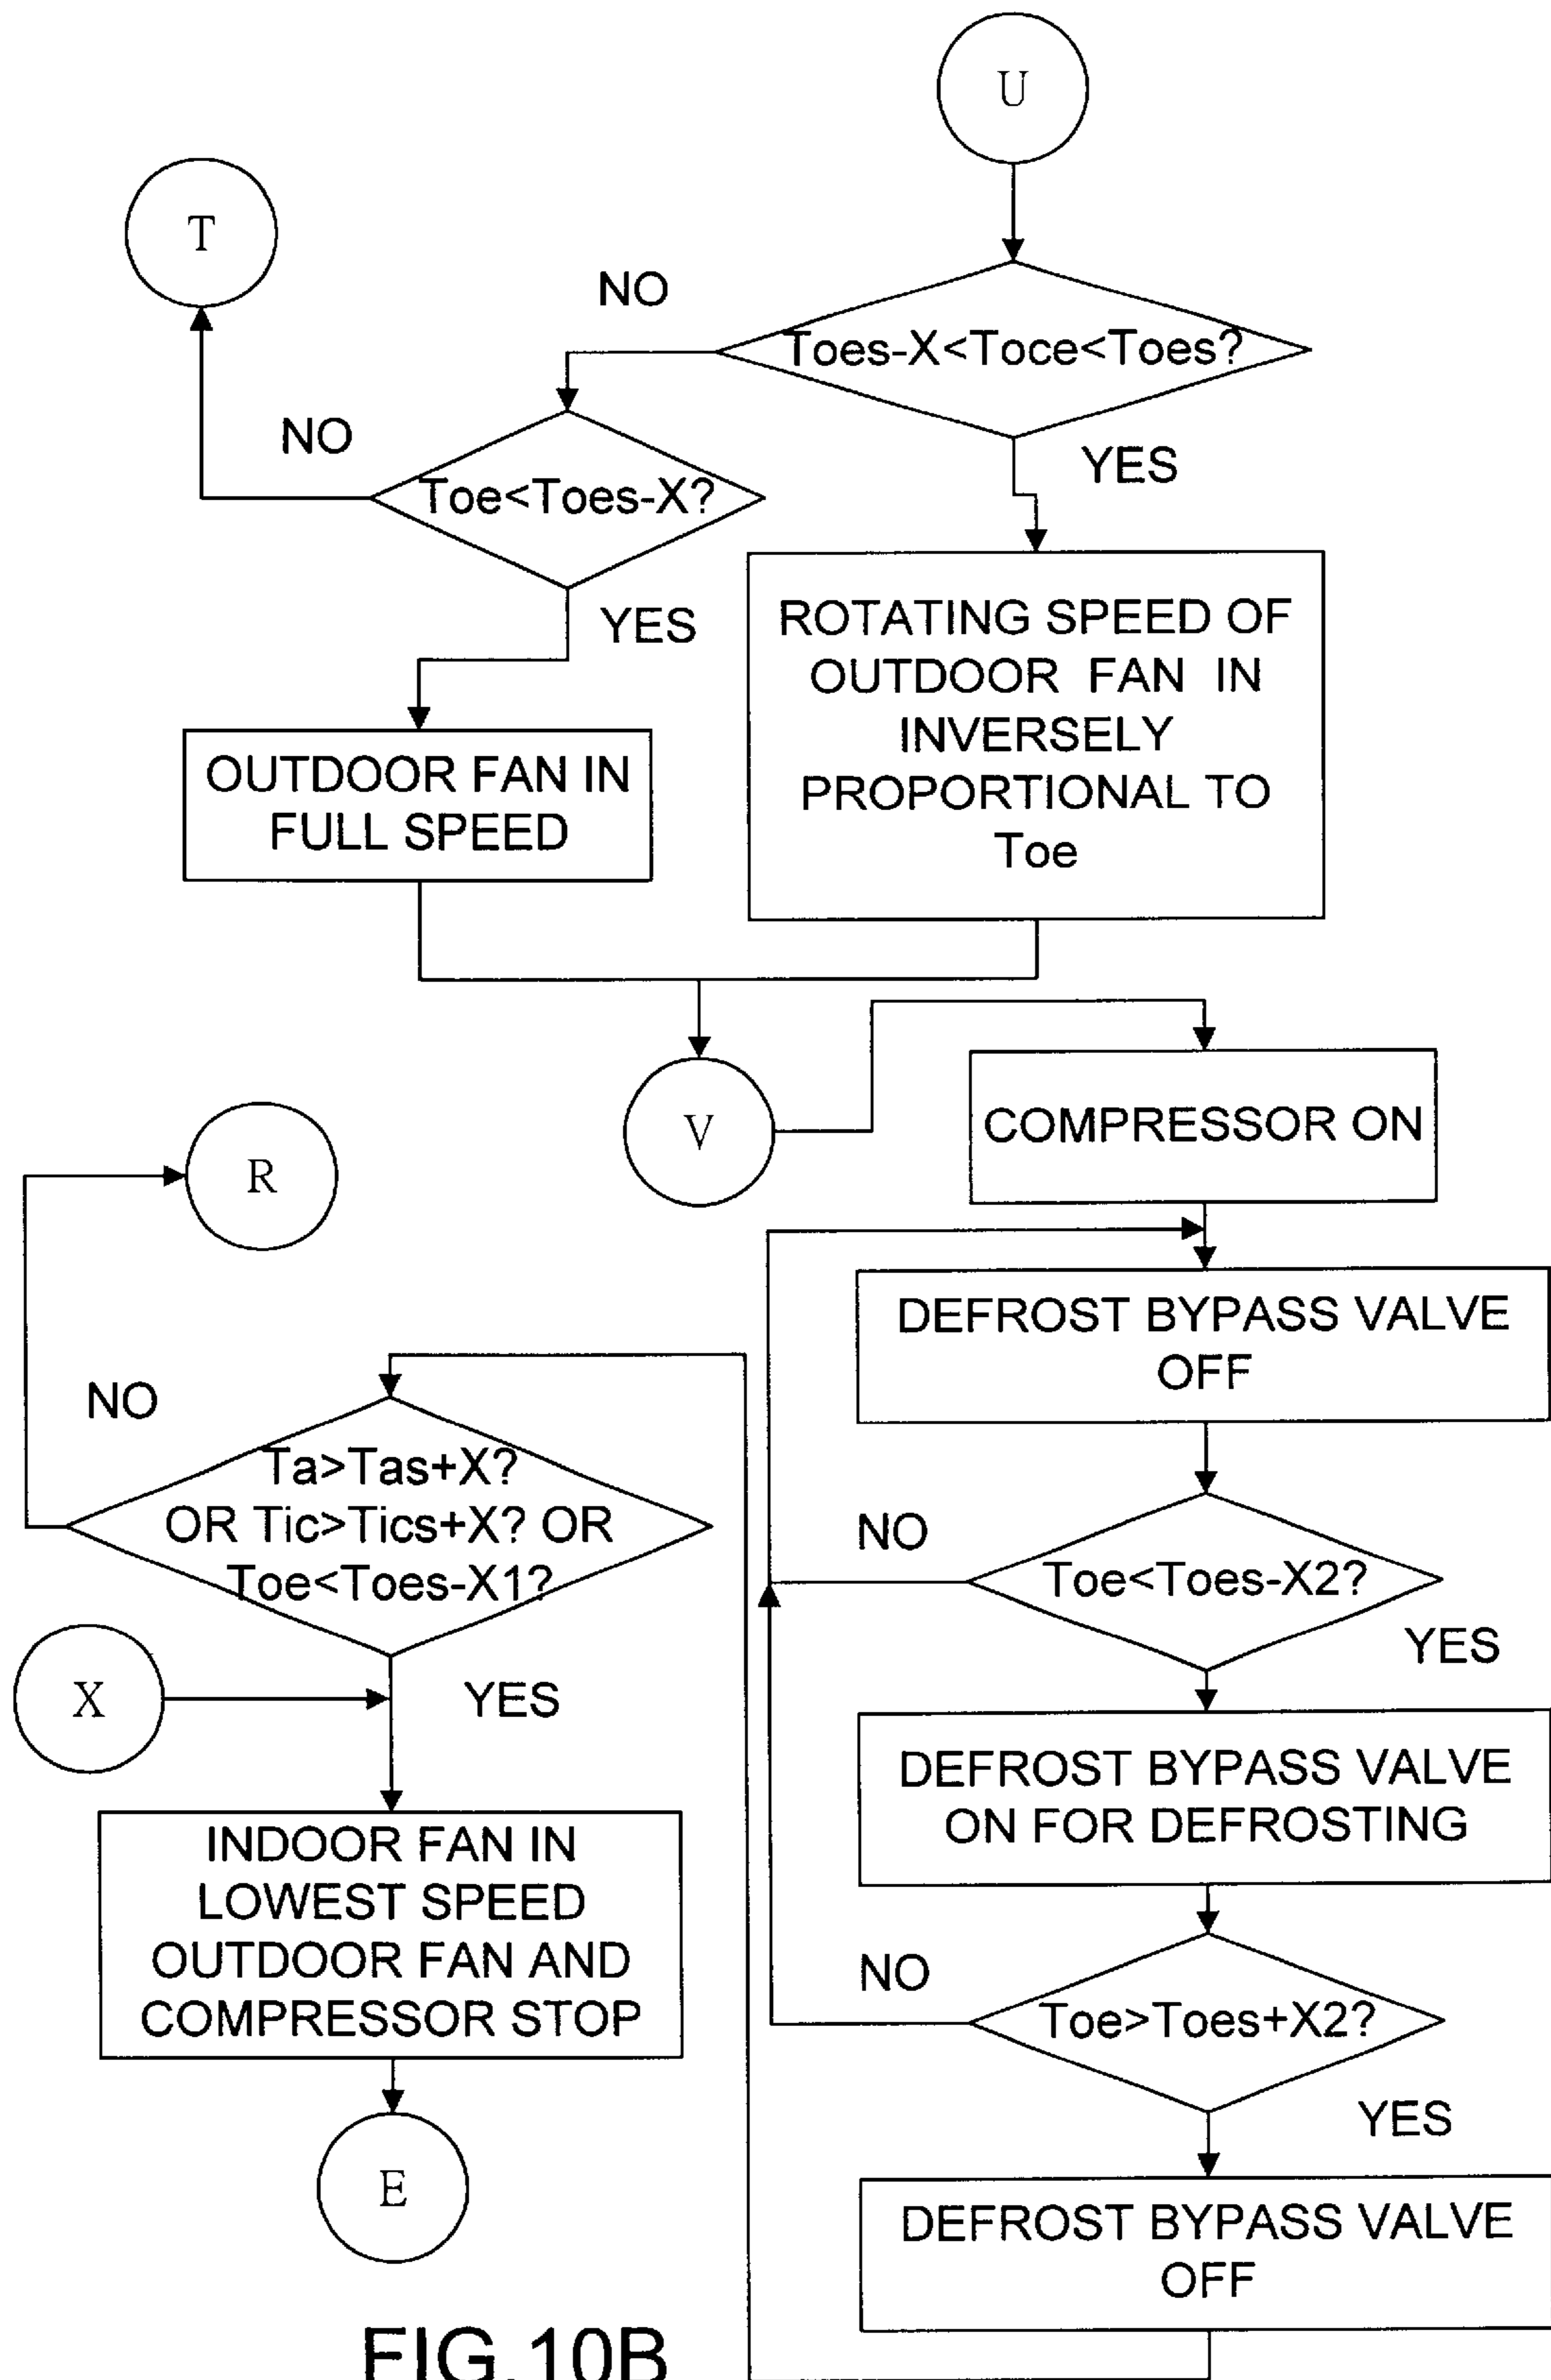 U
T
NO
Toes-X<Toce<Toes?
NO
YES
Toe<Toes-X?
YES
ROTATING SPEED OF
OUTDOOR FAN IN
INVERSELY
PROPORTIONAL TO
Toe
OUTDOOR FAN IN
FULL SPEED
V
COMPRESSOR ON
R
DEFROST BYPASS VALVE
OFF
NO
Ta>Tas+X?
OR Tic>Tics+X? OR
Toe<Toes-X1?
NO
Toe<Toes-X2?
YES
X
YES
DEFROST BYPASS VALVE
ON FOR DEFROSTING
INDOOR FAN IN
LOWEST SPEED
OUTDOOR FAN AND
COMPRESSOR STOP
NO
Toe>Toes+X2?
YES
E
DEFROST BYPASS VALVE
OFF
FIG.10B